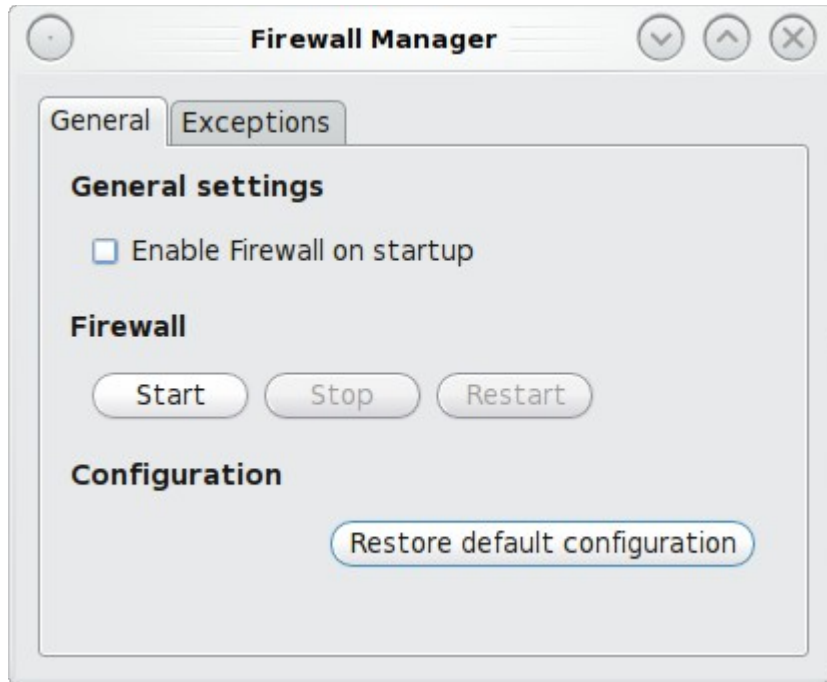 Firewall Manager
General Exceptions
General settings
Enable Firewall on startup
Firewall
Start Stop Restart
Configuration
Restore default configuration